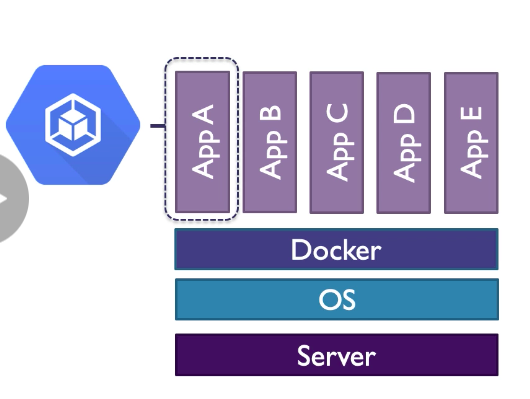 App A
App B
App C
App D
App E
Docker
OS
Server